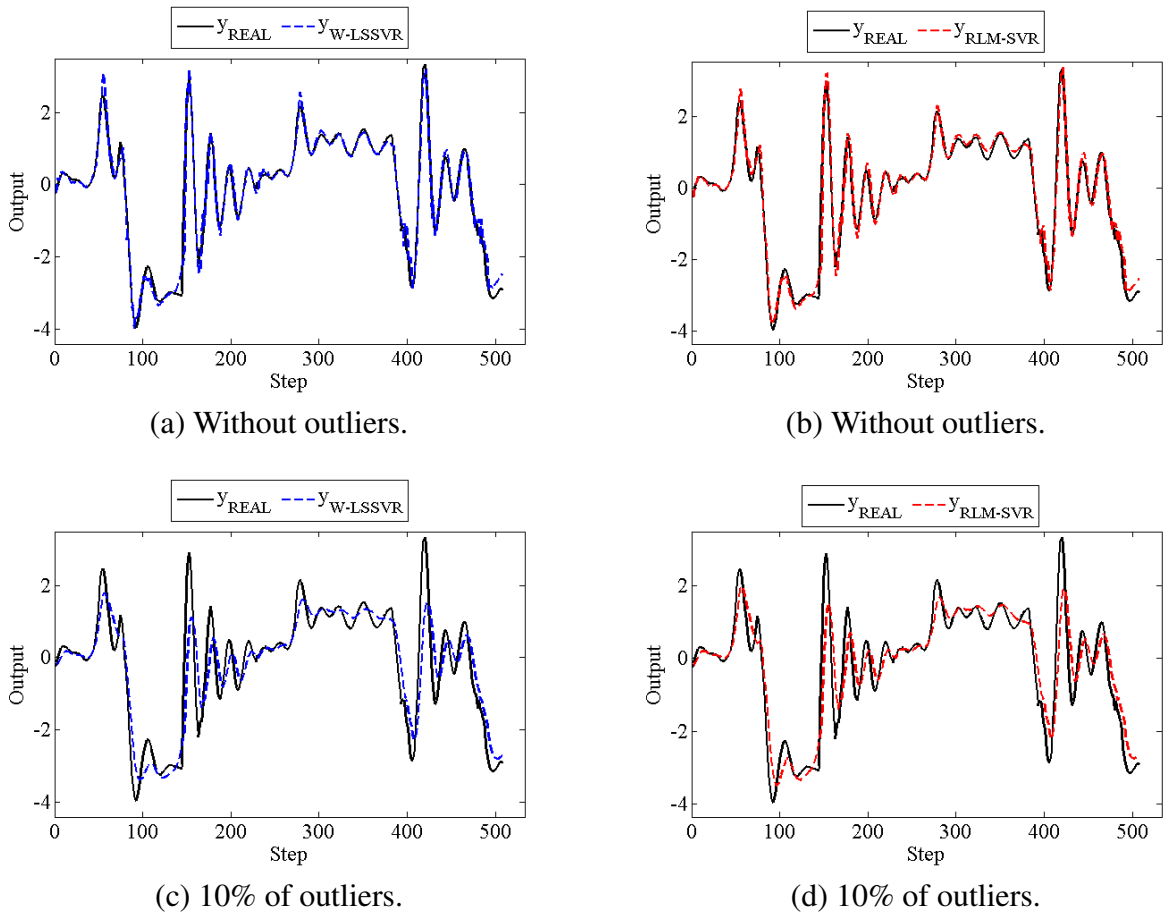 y_REAL y_W-LSSVR
Output
2
0
-2
-4
0 100 200 300 400 500
Step
(a) Without outliers.
y_REAL y_RLM-SVR
Output
2
0
-2
-4
0 100 200 300 400 500
Step
(b) Without outliers.
y_REAL y_W-LSSVR
Output
2
0
-2
-4
0 100 200 300 400 500
Step
(c) 10% of outliers.
y_REAL y_RLM-SVR
Output
2
0
-2
-4
0 100 200 300 400 500
Step
(d) 10% of outliers.